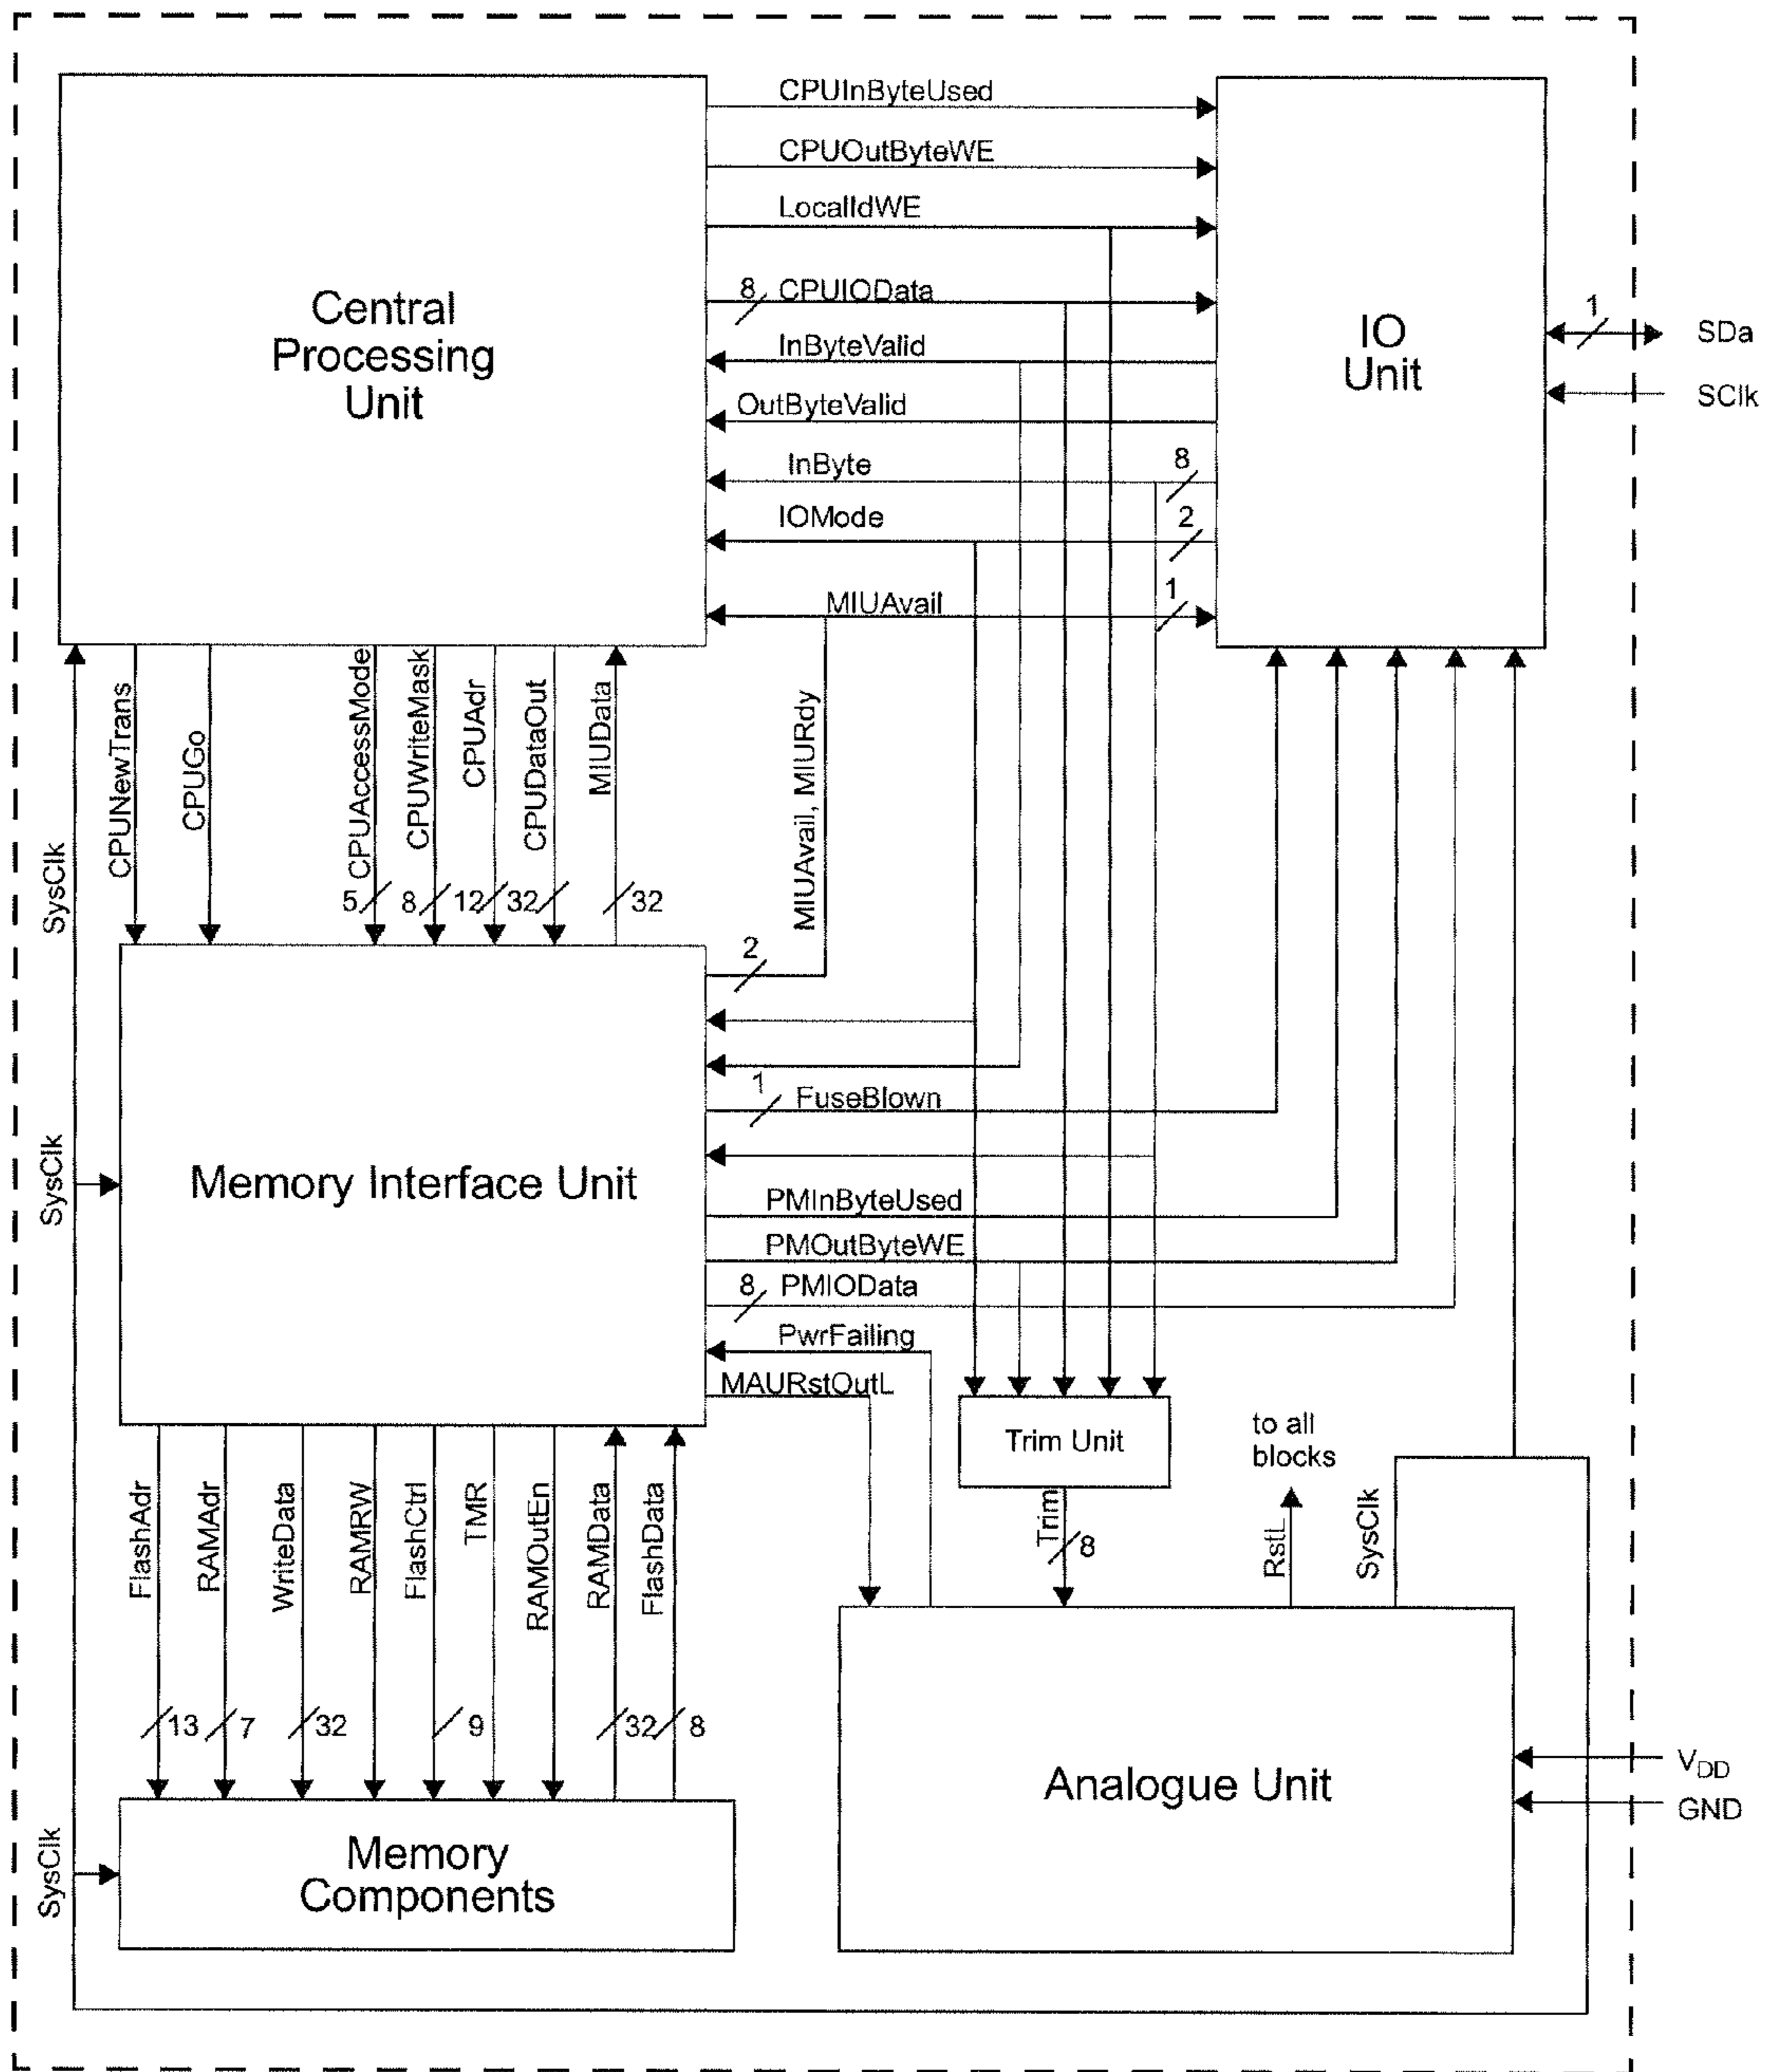 CPUInByteUsed
CPUOutByteWE
LocalIdWE
8 CPUIOData
InByteValid
OutByteValid
InByte
8
IOMode
2
MIUAvail
1
Central
Processing
Unit
IO
Unit
1
SDa
SClk
SysClk
CPUNewTrans
CPUGo
CPUAccessMode
5
CPUWriteMask
8
CPUAdr
12
CPUDataOut
32
MIUData
32
MIUAvail, MIURdy
2
SysClk
Memory Interface Unit
1
FuseBlown
PMInByteUsed
PMOutByteWE
8 PMIOData
PwrFailing
MAURstOutL
Trim Unit
to all
blocks
Trim
8
RstL
SysClk
FlashAdr
13
RAMAdr
7
WriteData
32
RAMRW
FlashCtrl
9
TMR
RAMOutEn
RAMData
32
FlashData
8
Analogue Unit
VDD
GND
SysClk
Memory
Components